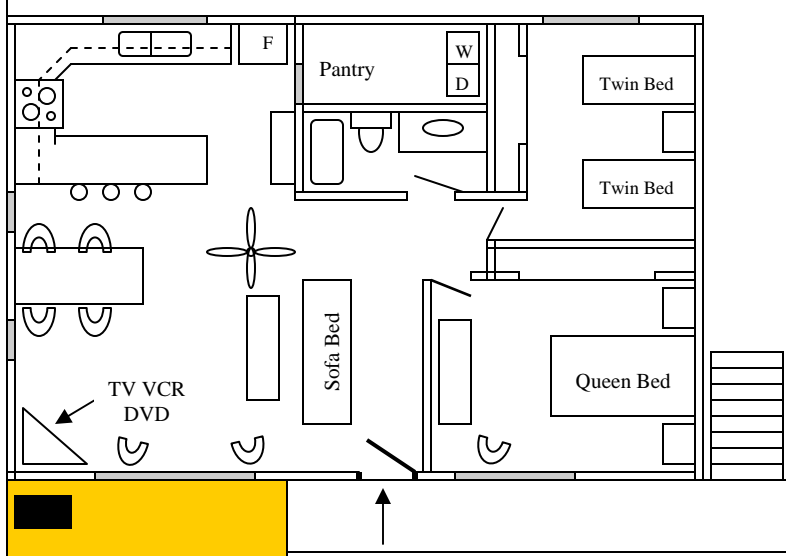 F
W
D
Pantry
Twin Bed
Twin Bed
Sofa Bed
Queen Bed
TV VCR
DVD